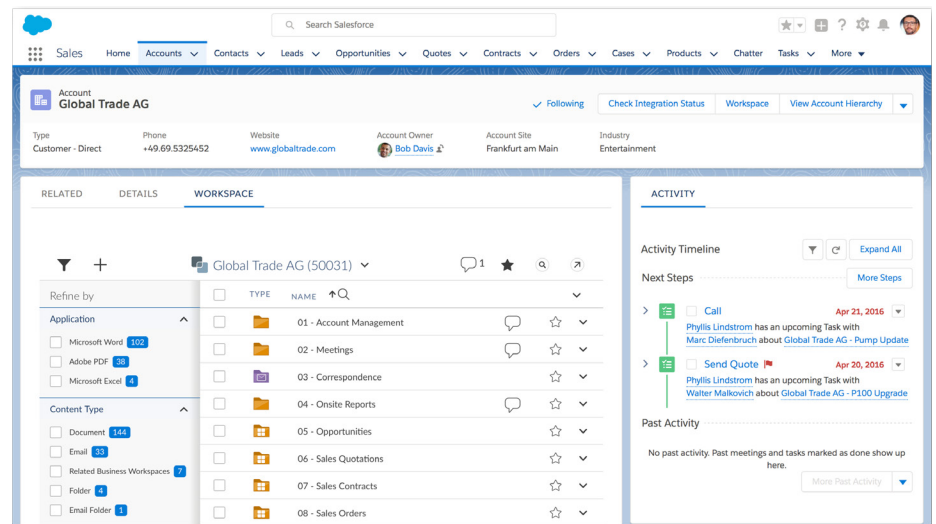 Search Salesforce
Sales Home Accounts Contacts Leads Opportunities Quotes Contracts Orders Cases Products Chatter Tasks More
Account
Global Trade AG
Following Check Integration Status Workspace View Account Hierarchy
Type Phone Website Account Owner Account Site Industry
Customer - Direct +49.69.5325452 www.globaltrade.com Bob Davis Frankfurt am Main Entertainment
RELATED DETAILS WORKSPACE
Global Trade AG (50031) 1
Refine by
Application
Microsoft Word 102
Adobe PDF 38
Microsoft Excel 4
Content Type
Document 144
Email 33
Related Business Workspaces 7
Folder 4
Email Folder 1
TYPE NAME
01 - Account Management
02 - Meetings
03 - Correspondence
04 - Onsite Reports
05 - Opportunities
06 - Sales Quotations
07 - Sales Contracts
08 - Sales Orders
ACTIVITY
Activity Timeline Expand All
Next Steps More Steps
Call Apr 21, 2016
Phyllis Lindstrom has an upcoming Task with
Marc Diefenbruch about Global Trade AG - Pump Update
Send Quote Apr 20, 2016
Phyllis Lindstrom has an upcoming Task with
Walter Malkovich about Global Trade AG - P100 Upgrade
Past Activity
No past activity. Past meetings and tasks marked as done show up
here.
More Past Activity